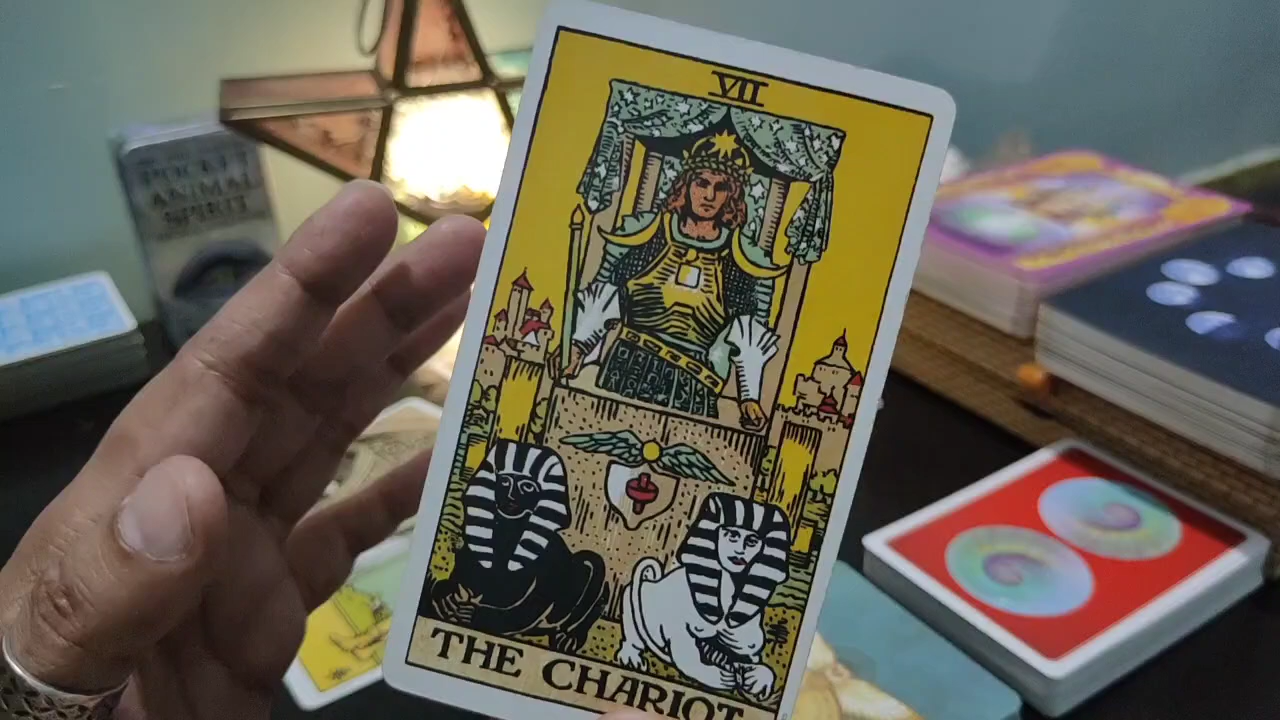 POCKET
ANIMAL
SPIRIT
VII
THE CHARIOT